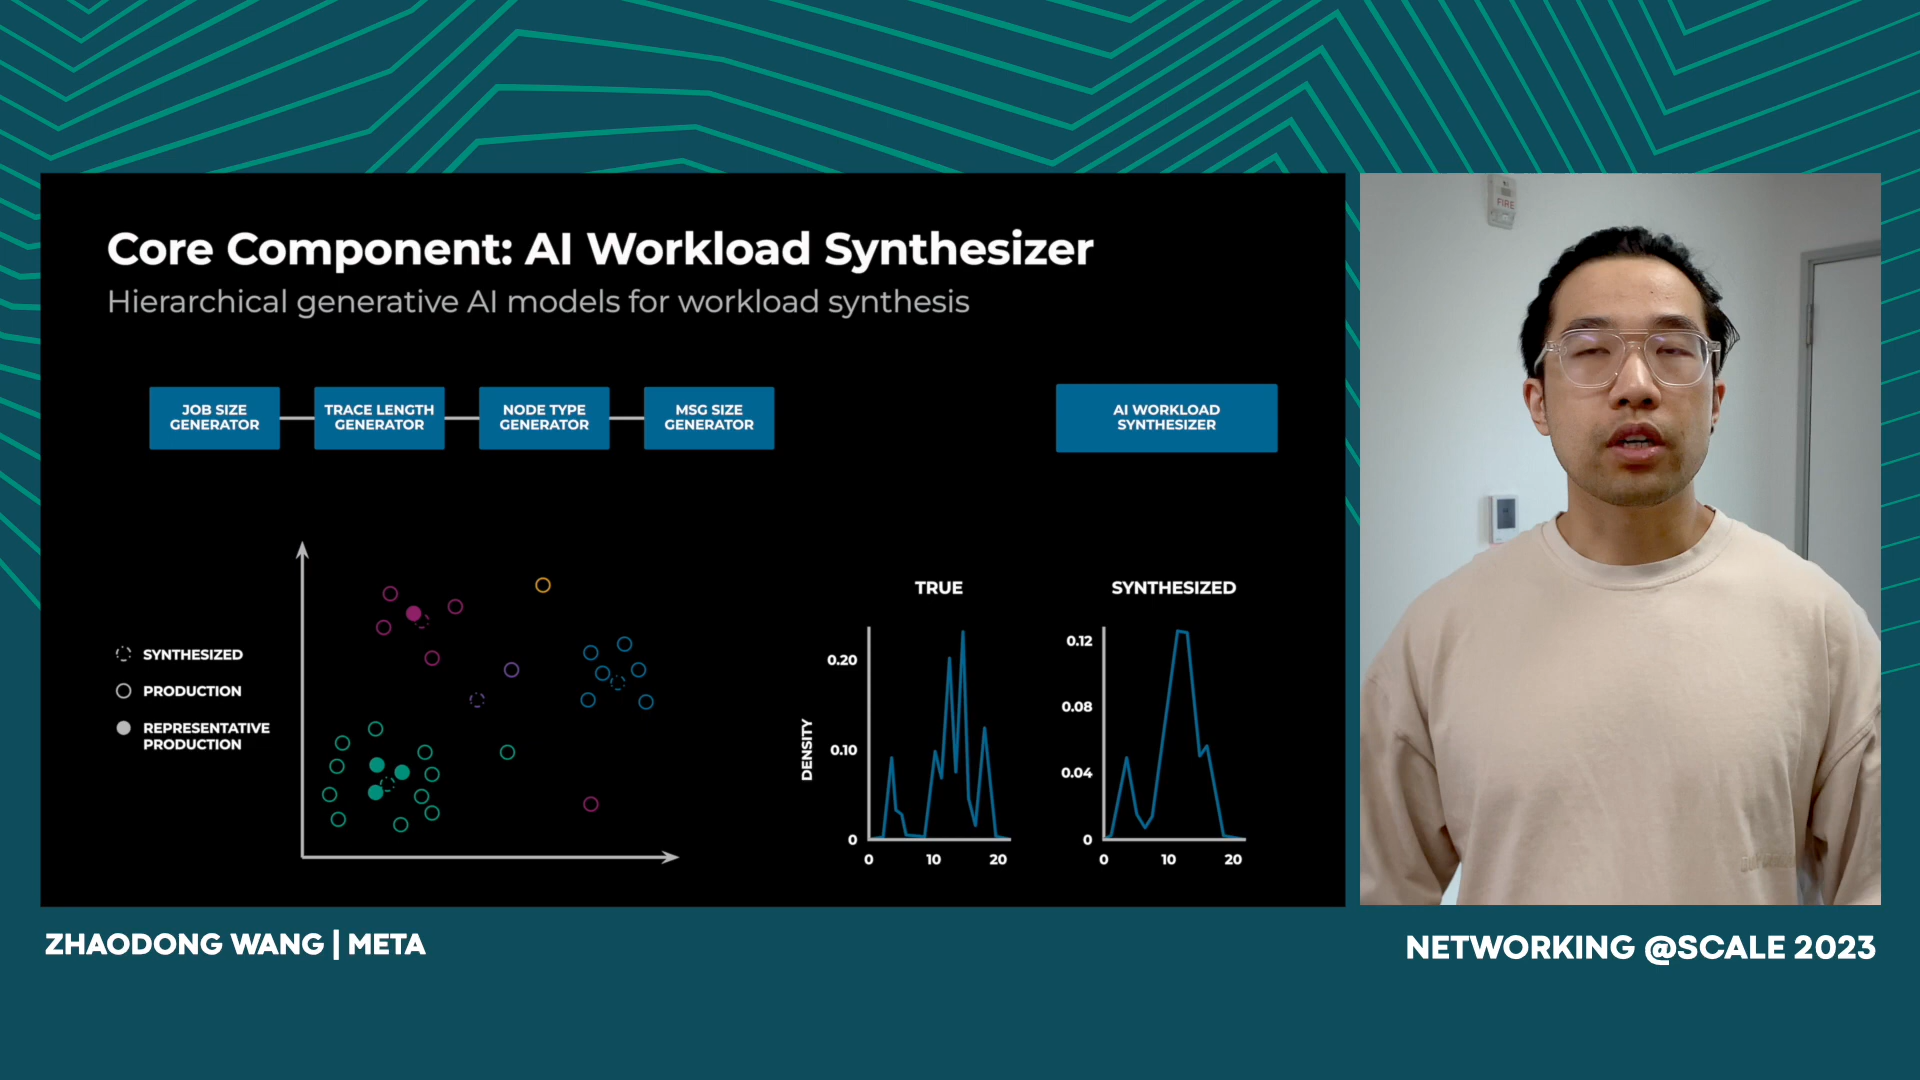 Core Component: AI Workload Synthesizer
Hierarchical generative AI models for workload synthesis
JOB SIZE
GENERATOR
TRACE LENGTH
GENERATOR
NODE TYPE
GENERATOR
MSG SIZE
GENERATOR
AI WORKLOAD
SYNTHESIZER
SYNTHESIZED
PRODUCTION
REPRESENTATIVE
PRODUCTION
TRUE
DENSITY
0.20
0.10
0
0 10 20
SYNTHESIZED
0.12
0.08
0.04
0
0 10 20
FIRE
ZHAODONG WANG | META
NETWORKING @SCALE 2023